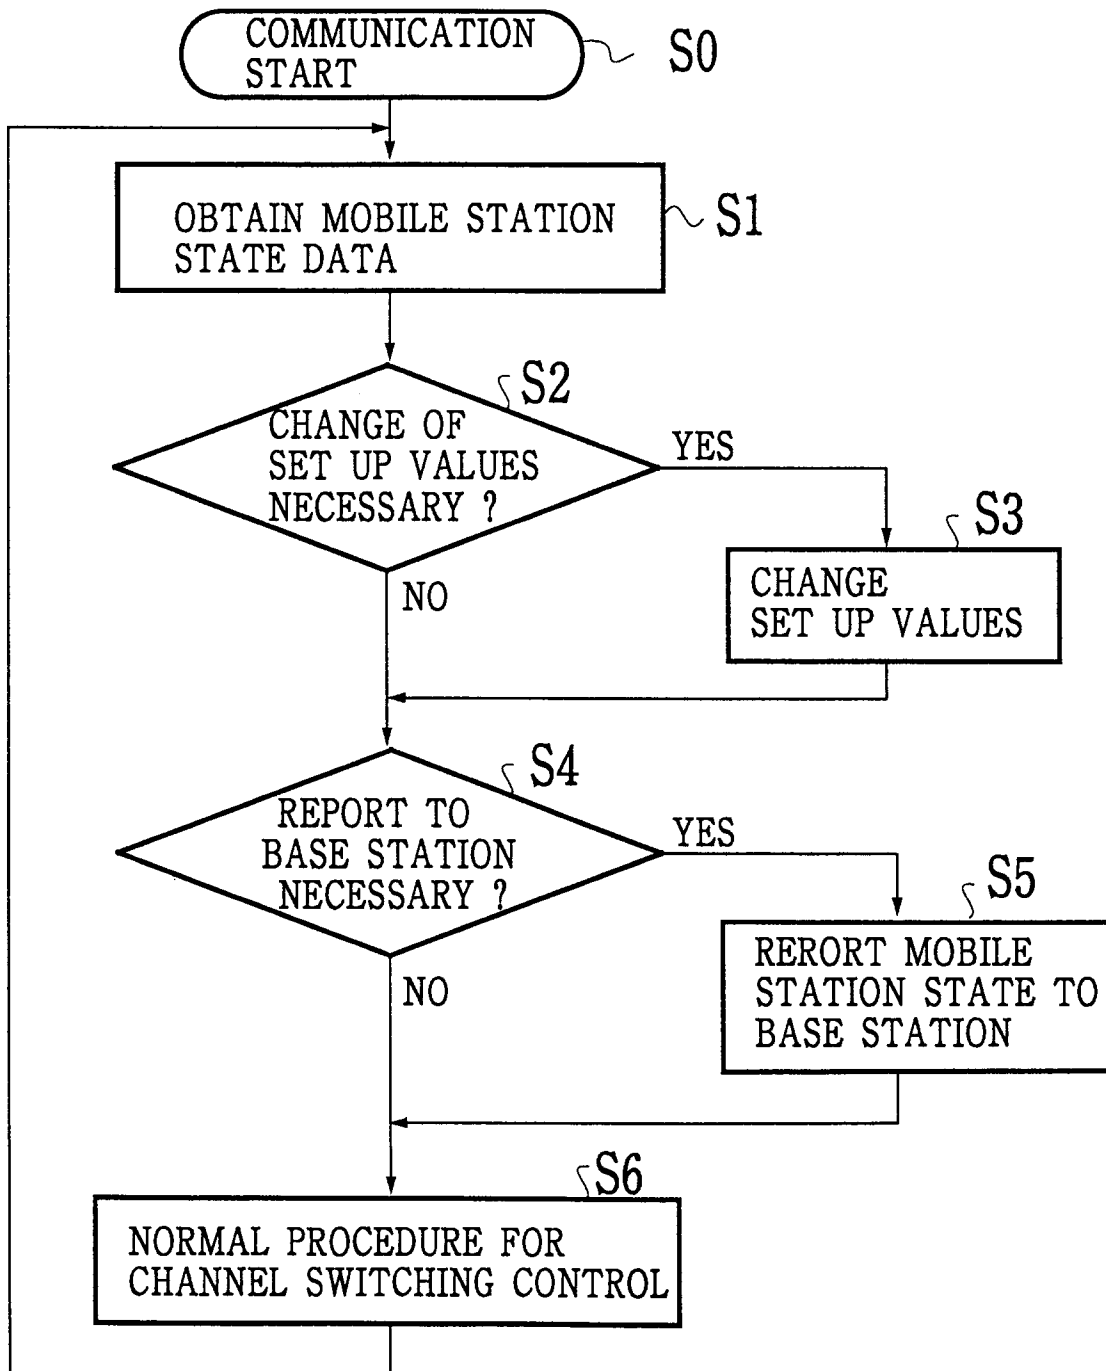 COMMUNICATION
START
S0
OBTAIN MOBILE STATION
STATE DATA
S1
S2
CHANGE OF
SET UP VALUES
NECESSARY ?
YES
NO
S3
CHANGE
SET UP VALUES
S4
REPORT TO
BASE STATION
NECESSARY ?
YES
NO
S5
RERORT MOBILE
STATION STATE TO
BASE STATION
S6
NORMAL PROCEDURE FOR
CHANNEL SWITCHING CONTROL